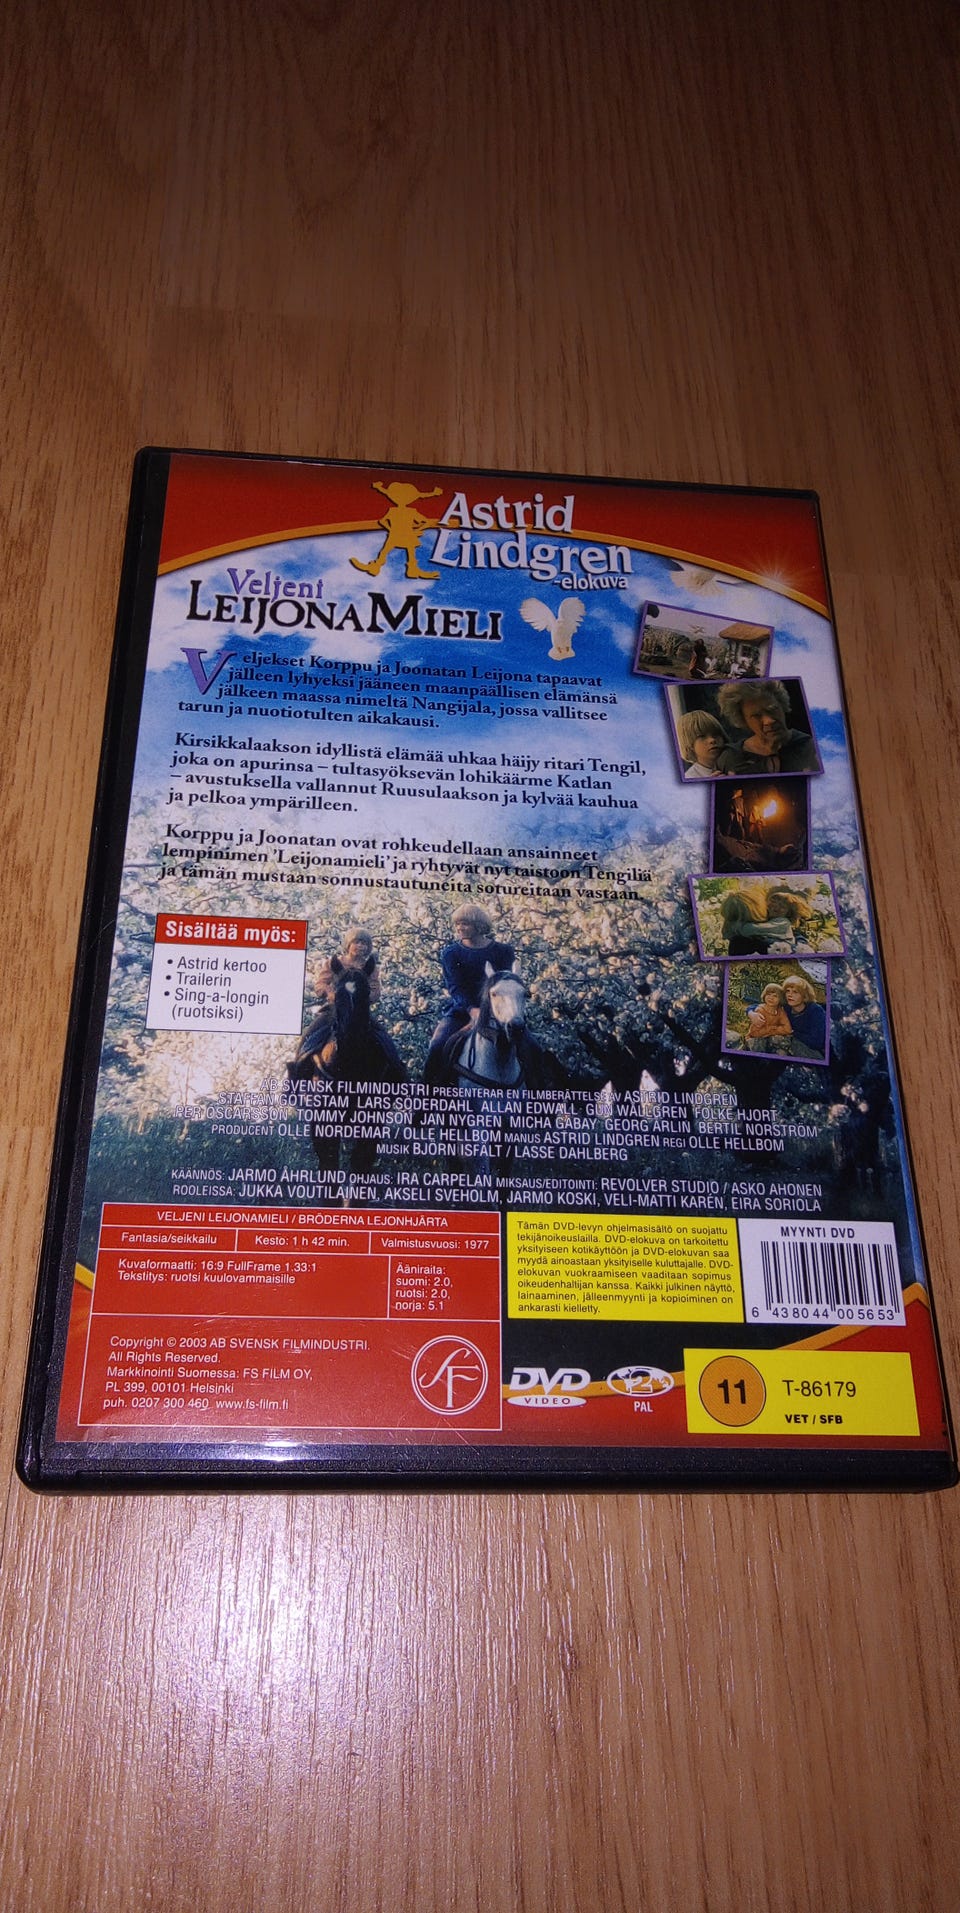 Astrid
Lindgren
-elokuva
Veljeni
LEIJONAMIELI
Veljekset Korppu ja Joonatan Leijona tapaavat
jälleen lyhyeksi jääneen maanpäällisen elämänsä
jälkeen maassa nimeltä Nangijala, jossa vallitsee
tarun ja nuotiotulten aikakausi.
Kirsikkalaakson idyllistä elämää uhkaa häijy ritari Tengil,
joka on apurinsa – tultasyöksevän lohikäärme Katlan
– avustuksella vallannut Ruusulaakson ja kylvää kauhua
ja pelkoa ympärilleen.
Korppu ja Joonatan ovat rohkeudellaan ansainneet
lempinimen 'Leijonamieli' ja ryhtyvät nyt taistoon Tengiliä
ja tämän mustaan sonnustautuneita sotureitaan vastaan.
Sisältää myös:
• Astrid kertoo
• Trailerin
• Sing-a-longin
(ruotsiksi)
AB SVENSK FILMINDUSTRI PRESENTERAR EN FILMBERÄTTELSE AV ASTRID LINDGREN
STAFFAN GÖTESTAM LARS SÖDERDAHL ALLAN EDWALL GUN WÅLLGREN FOLKE HJORT
PER OSCARSSON TOMMY JOHNSON JAN NYGREN MICHA GABAY GEORG ÅRLIN BERTIL NORSTRÖM
PRODUCENT OLLE NORDEMAR / OLLE HELLBOM MANUS ASTRID LINDGREN REGI OLLE HELLBOM
MUSIK BJÖRN ISFÄLT / LASSE DAHLBERG
KÄÄNNÖS: JARMO ÅHRLUND OHJAUS: IRA CARPELAN MIKSAUS/EDITOINTI: REVOLVER STUDIO / ASKO AHONEN
ROOLEISSA: JUKKA VOUTILAINEN, AKSELI SVEHOLM, JARMO KOSKI, VELI-MATTI KAREN, EIRA SORIOLA
VELJENI LEIJONAMIELI / BRÖDERNA LEJONHJÄRTA
Fantasia/seikkailu Kesto: 1 h 42 min. Valmistusvuosi: 1977
Kuvaformaatti: 16:9 FullFrame 1.33:1
Tekstitys: ruotsi kuulovammaisille
Ääniraita:
suomi: 2.0,
ruotsi: 2.0,
norja: 5.1
Copyright © 2003 AB SVENSK FILMINDUSTRI.
All Rights Reserved.
Markkinointi Suomessa: FS FILM OY,
PL 399, 00101 Helsinki
puh. 0207 300 460 www.fs-film.fi
SF
Tämän DVD-levyn ohjelmasisältö on suojattu
tekijänoikeuslailla. DVD-elokuva on tarkoitettu
yksityiseen kotikäyttöön ja DVD-elokuvan saa
myydä ainoastaan yksityiselle kuluttajalle. DVD-
elokuvan vuokraamiseen vaaditaan sopimus
oikeudenhaltijan kanssa. Kaikki julkinen näyttö,
lainaaminen, jälleenmyynti ja kopioiminen on
ankarasti kielletty.
MYYNTI DVD
6 438044 005653
DVD
VIDEO
2
PAL
11
T-86179
VET / SFB